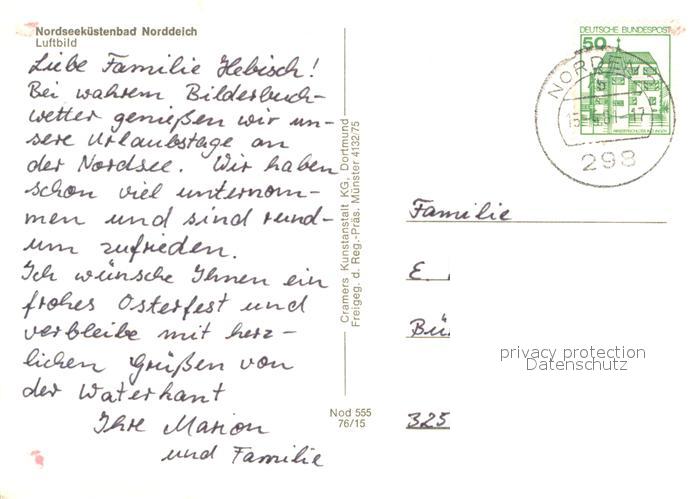 Nordseeküstenbad Norddeich
Luftbild
Liebe Familie Hebisch!
Bei wahrem Bilderbuch-
wetter genießen wir un-
sere Urlaubstage an
der Nordsee. Wir haben
schon viel unternom-
men und sind rund-
um zufrieden.
Ich wünsche Ihnen ein
frohes Osterfest und
verbleibe mit herz-
lichen Grüßen von
der Waterkant
Ihre Marion
und Familie
Cramers Kunstanstalt KG, Dortmund
Freigeg. d. Reg.-Präs. Münster 4132/75
Nod 555
76/15
DEUTSCHE BUNDESPOST
50
NORDEN
298
Familie
E
Bü
325
privacy protection
Datenschutz